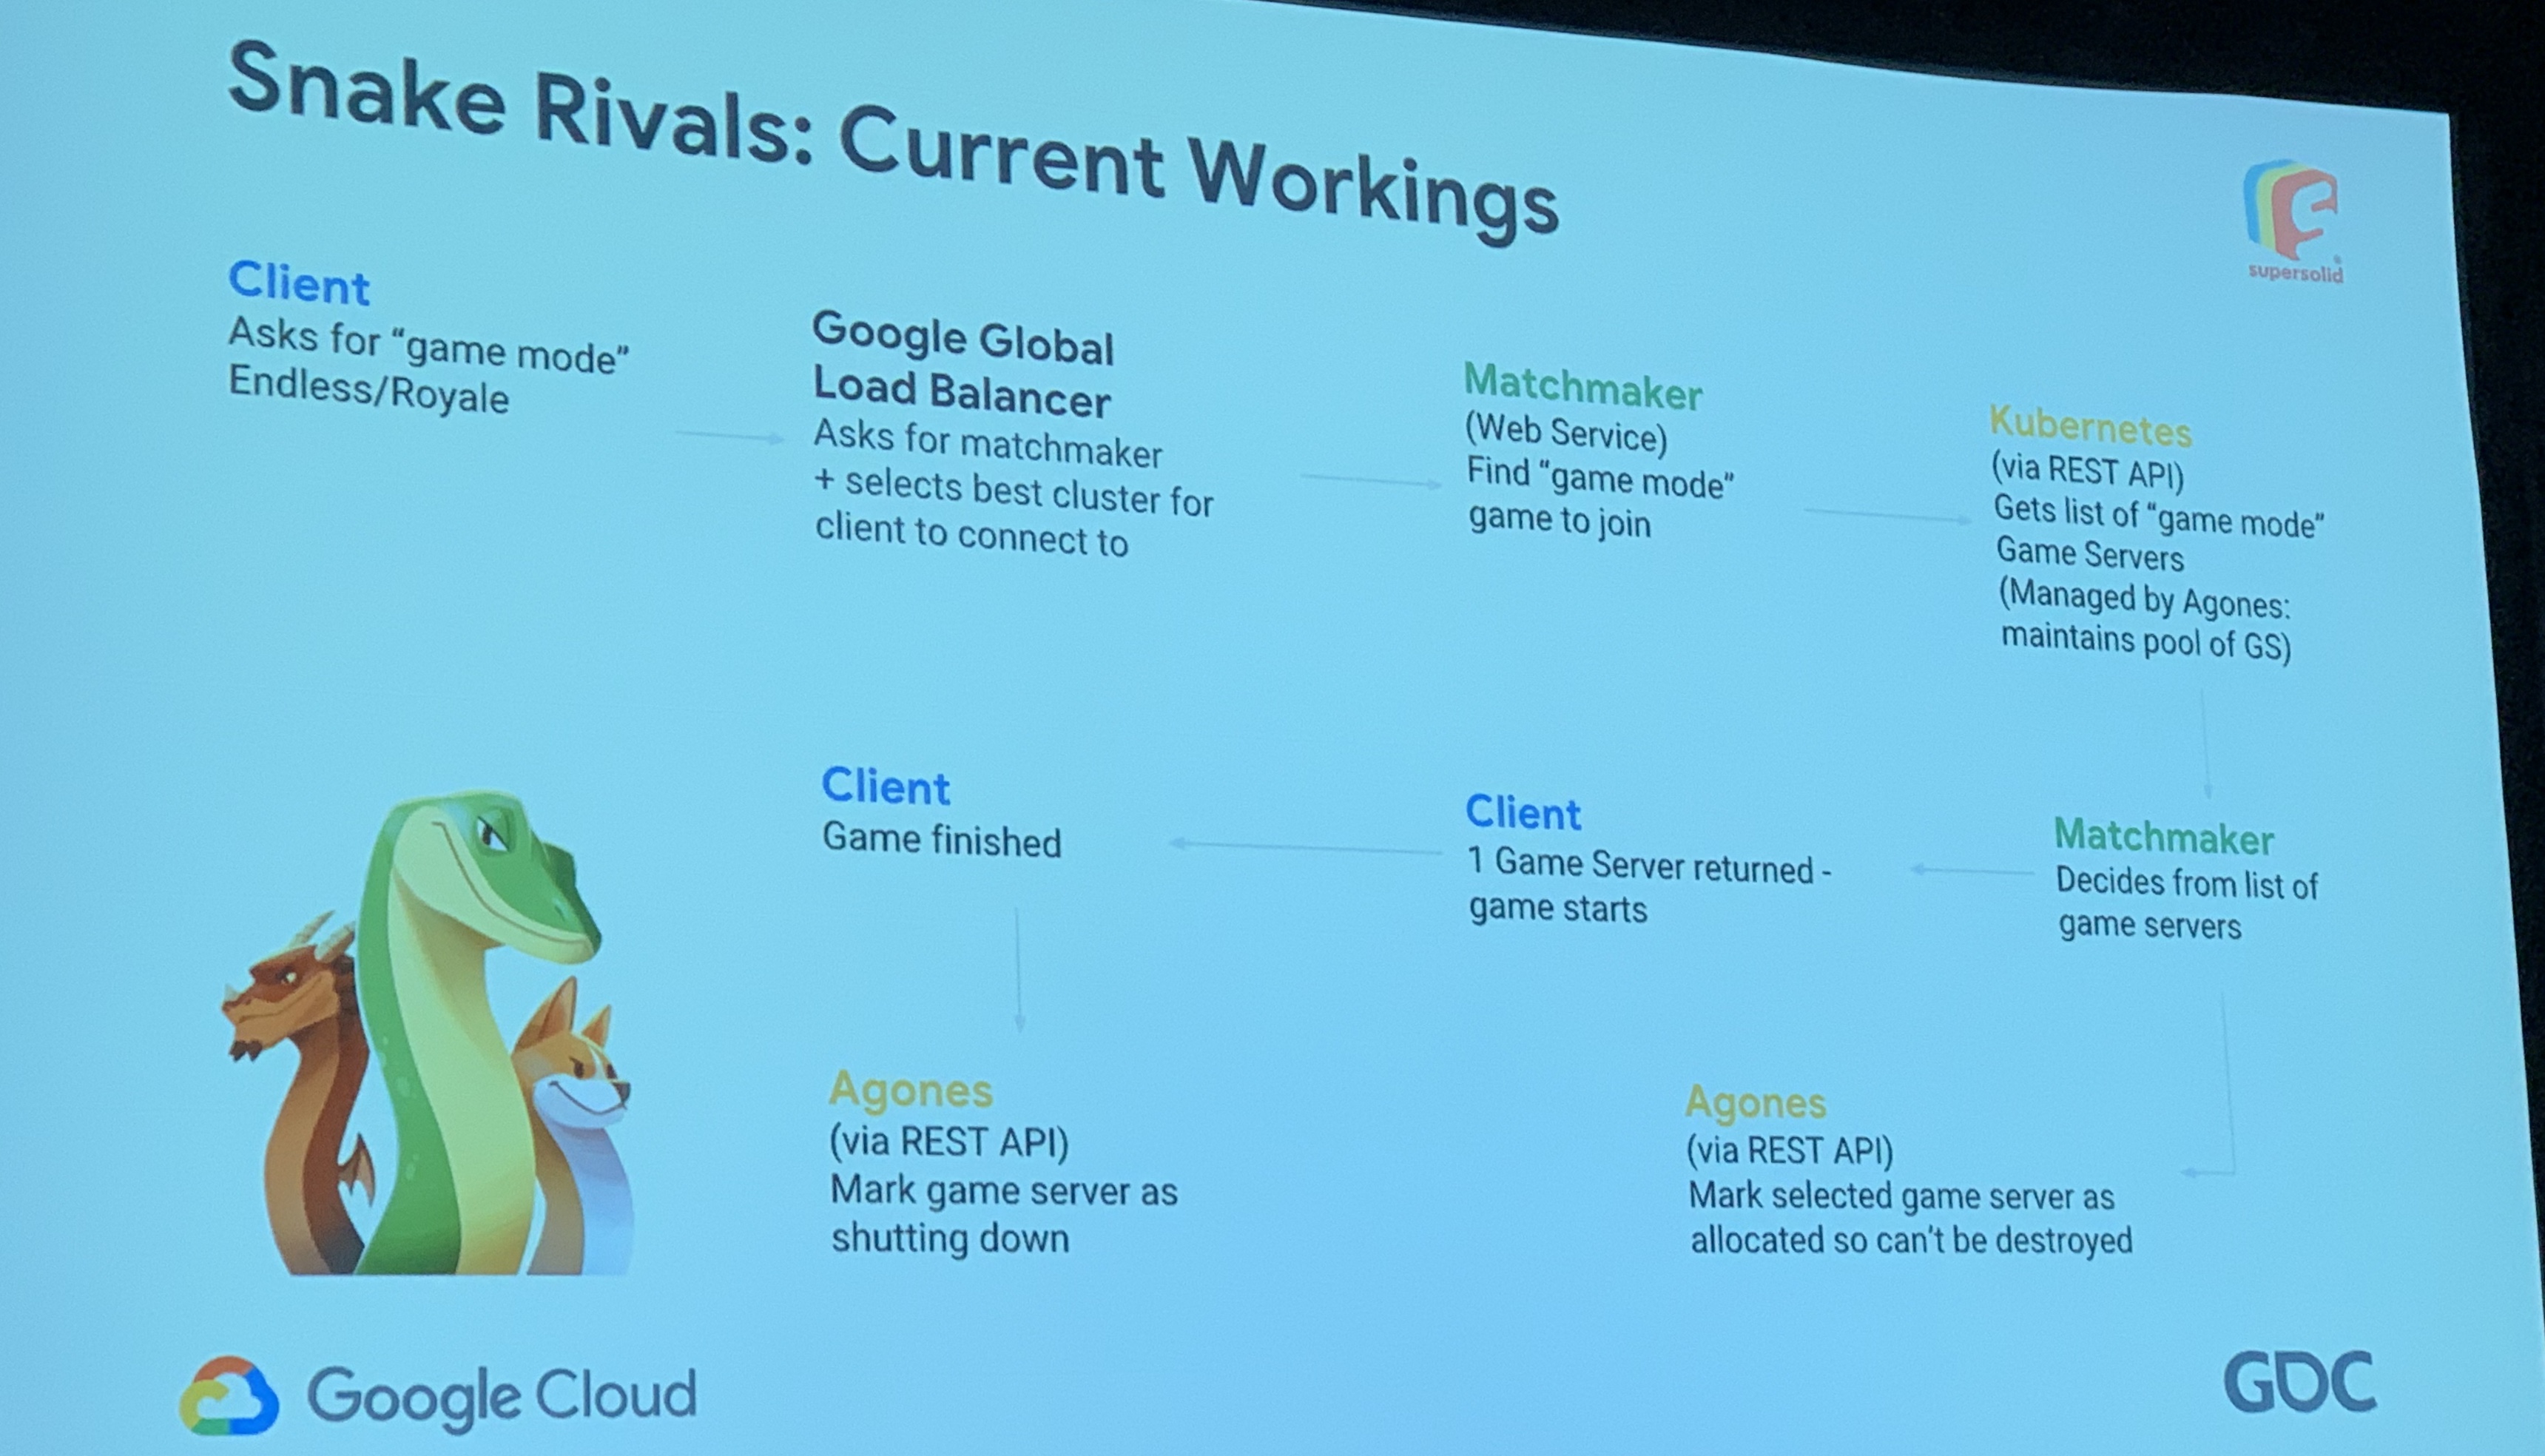 Snake Rivals: Current Workings
supersolid
Client
Asks for “game mode”
Endless/Royale
Google Global
Load Balancer
Asks for matchmaker
+ selects best cluster for
client to connect to
Matchmaker
(Web Service)
Find “game mode”
game to join
Kubernetes
(via REST API)
Gets list of “game mode”
Game Servers
(Managed by Agones:
maintains pool of GS)
Matchmaker
Decides from list of
game servers
Client
1 Game Server returned -
game starts
Client
Game finished
Agones
(via REST API)
Mark game server as
shutting down
Agones
(via REST API)
Mark selected game server as
allocated so can't be destroyed
Google Cloud
GDC